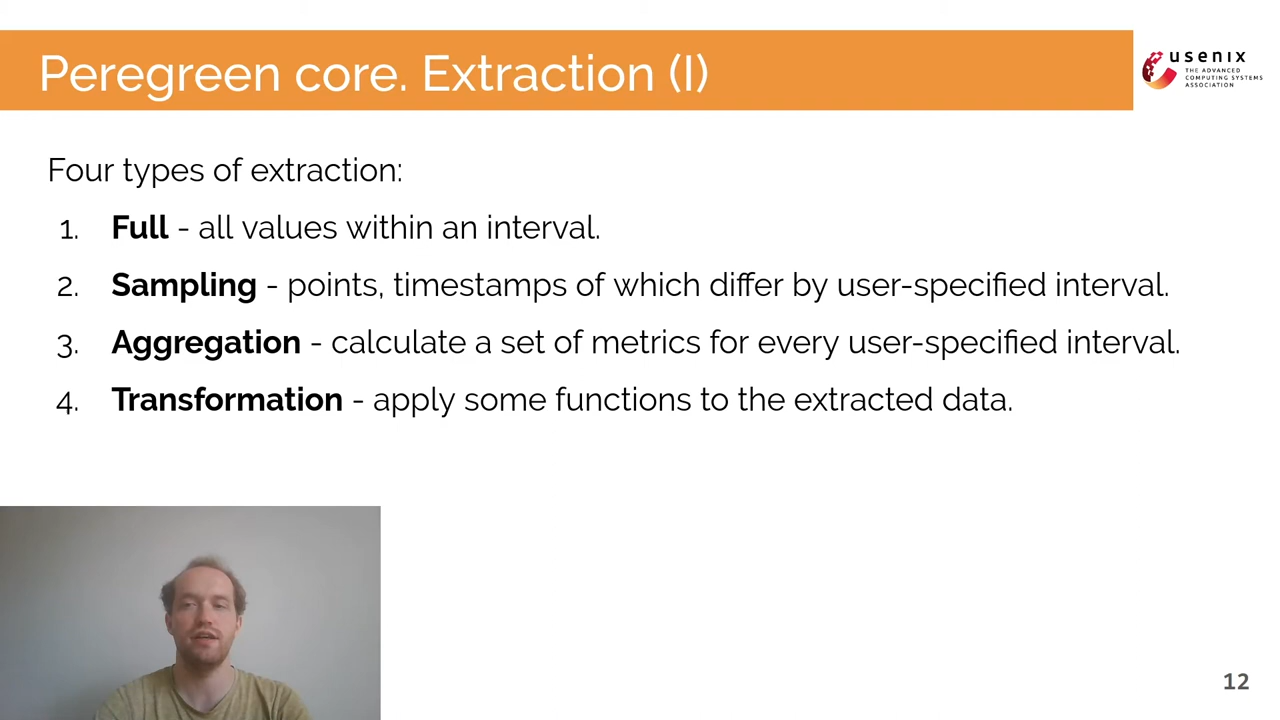 Peregreen core. Extraction (I)
usenix
THE ADVANCED
COMPUTING SYSTEMS
ASSOCIATION
Four types of extraction:
1. Full - all values within an interval.
2. Sampling - points, timestamps of which differ by user-specified interval.
3. Aggregation - calculate a set of metrics for every user-specified interval.
4. Transformation - apply some functions to the extracted data.
12